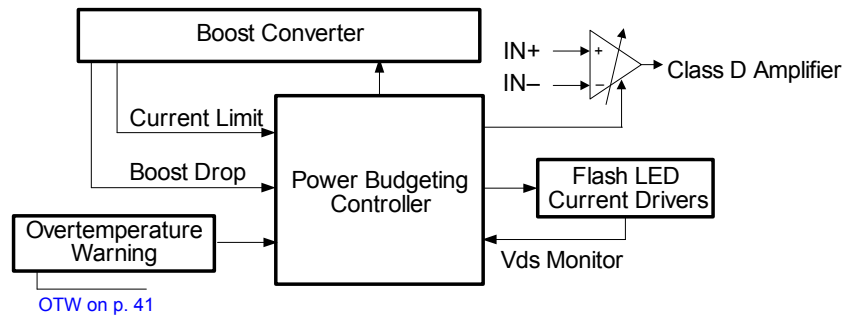 Boost Converter
IN+
IN–
+
–
Class D Amplifier
Current Limit
Boost Drop
Power Budgeting
Controller
Flash LED
Current Drivers
Overtemperature
Warning
Vds Monitor
OTW on p. 41